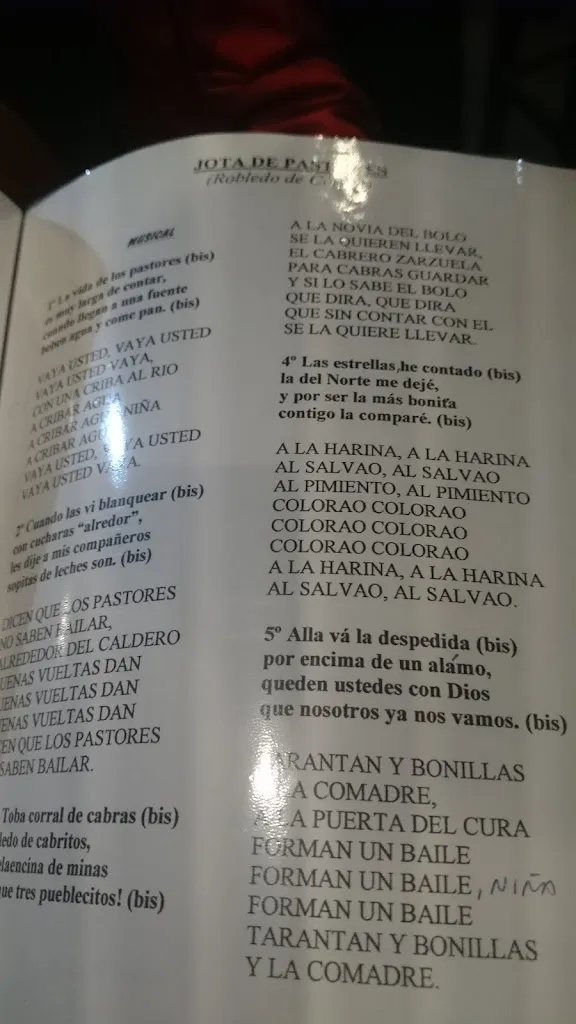 JOTA DE
(Robledo de
MUSICAL
1º La vida de los pastores (bis)
es muy larga de contar,
cuando llegan a una fuente
beben agua y come pan. (bis)
VAYA USTED, VAYA USTED
VAYA USTED VAYA,
CON UNA CRIBA AL RIO
A CRIBAR AGUA
A CRIBAR AGUA NIÑA
A CRIBAR AGUA
VAYA USTED, VAYA USTED
VAYA USTED VAYA.
2º Cuando las vi blanquear (bis)
con cucharas "alredor",
les dije a mis compañeros
sopitas de leches son. (bis)
DICEN QUE LOS PASTORES
NO SABEN BAILAR,
ALREDEDOR DEL CALDERO
UENAS VUELTAS DAN
UENAS VUELTAS DAN
ENAS VUELTAS DAN
EN QUE LOS PASTORES
SABEN BAILAR.
Toba corral de cabras (bis)
ledo de cabritos,
elaencina de minas
ue tres pueblecitos! (bis)
A LA NOVIA DEL BOLO
SE LA QUIEREN LLEVAR,
EL CABRERO ZARZUELA
PARA CABRAS GUARDAR
Y SI LO SABE EL BOLO
QUE DIRA, QUE DIRA
QUE SIN CONTAR CON EL
SE LA QUIERE LLEVAR.
4º Las estrellas,he contado (bis)
la del Norte me dejé,
y por ser la más bonita
contigo la comparé. (bis)
A LA HARINA, A LA HARINA
AL SALVAO, AL SALVAO
AL PIMIENTO, AL PIMIENTO
COLORAO COLORAO
COLORAO COLORAO
COLORAO COLORAO
A LA HARINA, A LA HARINA
AL SALVAO, AL SALVAO.
5º Alla vá la despedida (bis)
por encima de un alámo,
queden ustedes con Dios
que nosotros ya nos vamos. (bis)
TARANTAN Y BONILLAS
LA COMADRE,
A LA PUERTA DEL CURA
FORMAN UN BAILE
FORMAN UN BAILE, NIÑA
FORMAN UN BAILE
TARANTAN Y BONILLAS
Y LA COMADRE.